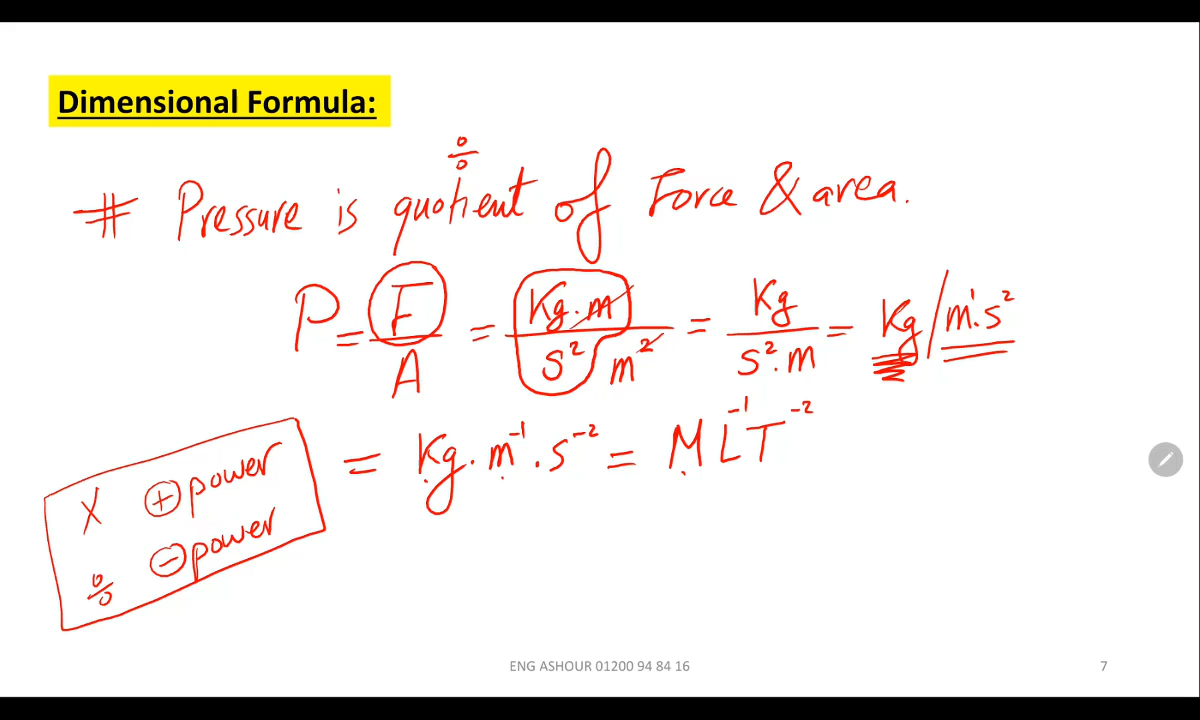 Dimensional Formula:
÷
# Pressure is quotient of Force & area.
P = F/A = Kg.m/S² m² = Kg/S².m = Kg/m¹.s²
= Kg.m⁻¹.s⁻² = M L⁻¹ T⁻²
X ⊕ power
÷ ⊖ power
ENG ASHOUR 01200 94 84 16
7